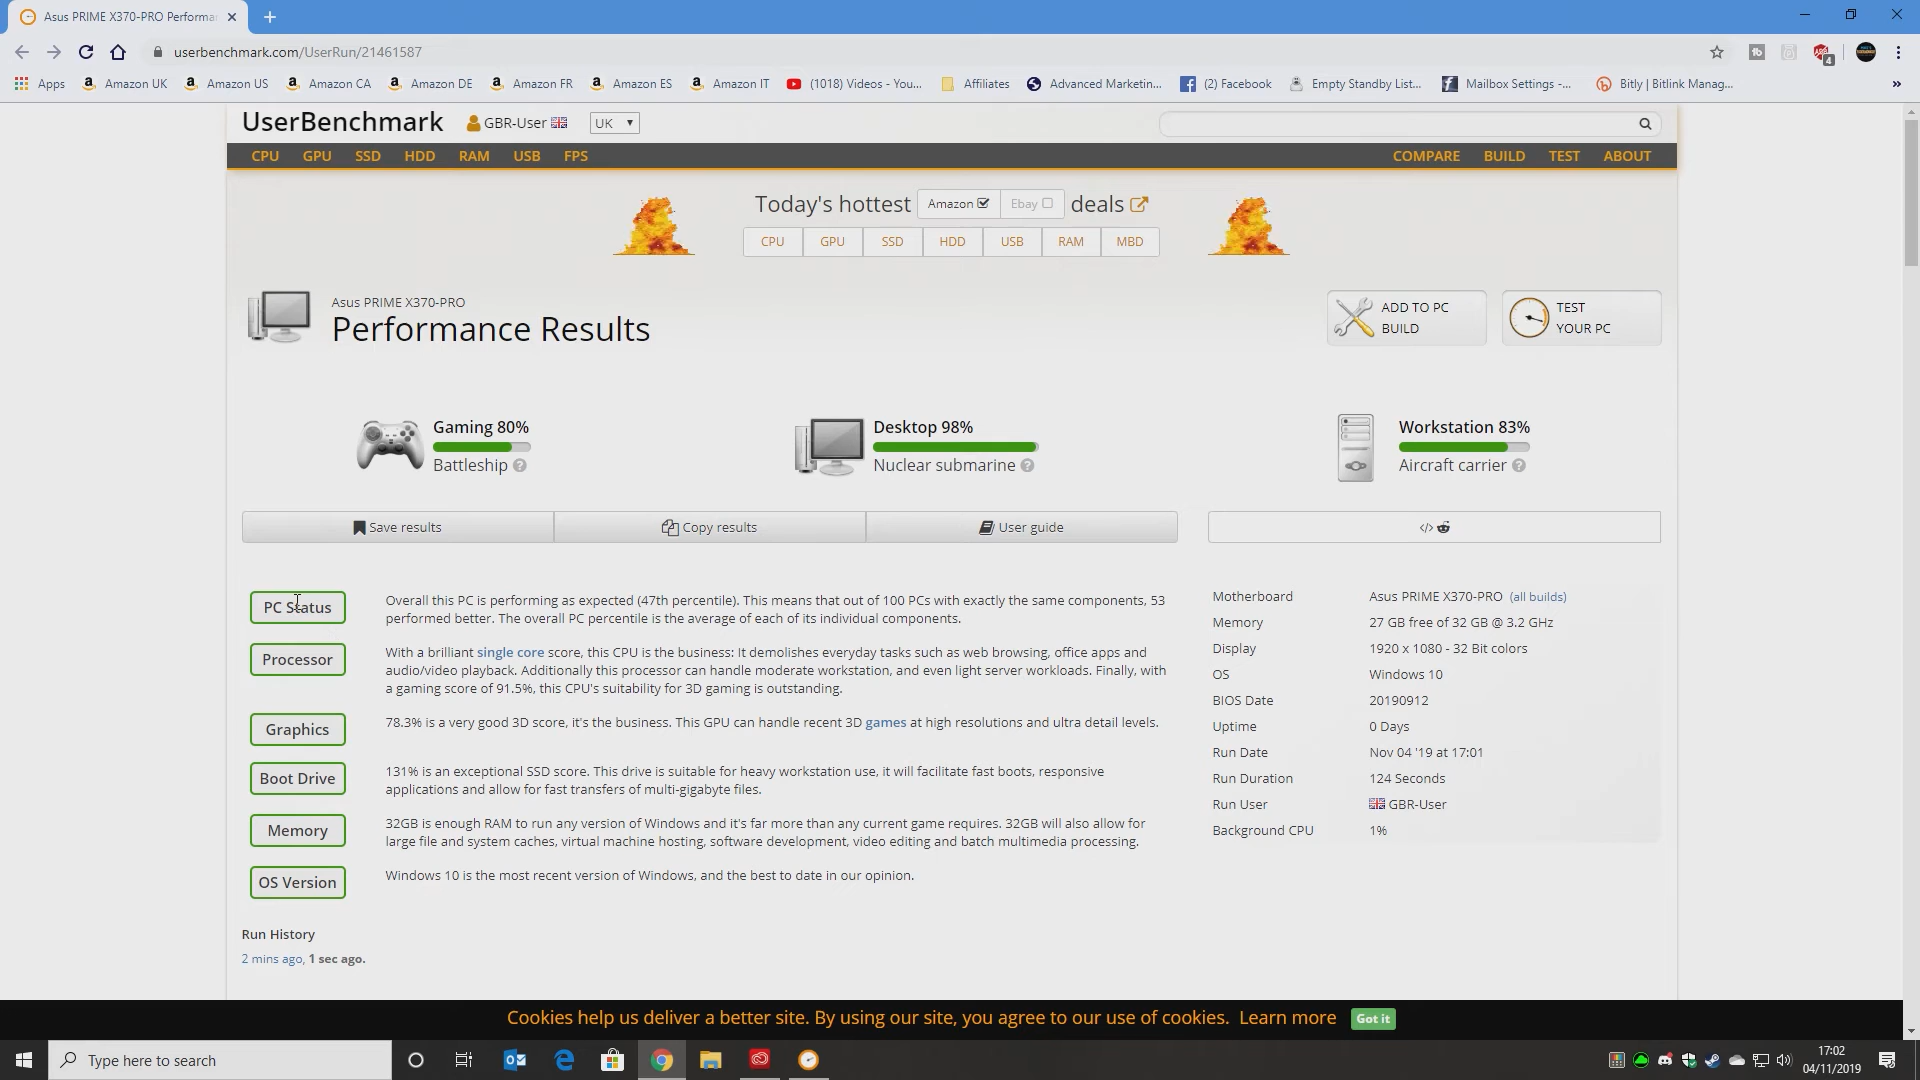 Asus PRIME X370-PRO Performan
userbenchmark.com/UserRun/21461587
Apps Amazon UK Amazon US Amazon CA Amazon DE Amazon FR Amazon ES Amazon IT (1018) Videos - You... Affiliates Advanced Marketin... (2) Facebook Empty Standby List... Mailbox Settings -... Bitly | Bitlink Manag... »
UserBenchmark GBR-User UK
CPU GPU SSD HDD RAM USB FPS COMPARE BUILD TEST ABOUT
Today's hottest Amazon Ebay deals
CPU GPU SSD HDD USB RAM MBD
Asus PRIME X370-PRO
Performance Results
ADD TO PC
BUILD
TEST
YOUR PC
Gaming 80%
Battleship
Desktop 98%
Nuclear submarine
Workstation 83%
Aircraft carrier
Save results Copy results User guide </>
PC Status
Overall this PC is performing as expected (47th percentile). This means that out of 100 PCs with exactly the same components, 53
performed better. The overall PC percentile is the average of each of its individual components.
Processor
With a brilliant single core score, this CPU is the business: It demolishes everyday tasks such as web browsing, office apps and
audio/video playback. Additionally this processor can handle moderate workstation, and even light server workloads. Finally, with
a gaming score of 91.5%, this CPU's suitability for 3D gaming is outstanding.
Graphics
78.3% is a very good 3D score, it's the business. This GPU can handle recent 3D games at high resolutions and ultra detail levels.
Boot Drive
131% is an exceptional SSD score. This drive is suitable for heavy workstation use, it will facilitate fast boots, responsive
applications and allow for fast transfers of multi-gigabyte files.
Memory
32GB is enough RAM to run any version of Windows and it's far more than any current game requires. 32GB will also allow for
large file and system caches, virtual machine hosting, software development, video editing and batch multimedia processing.
OS Version
Windows 10 is the most recent version of Windows, and the best to date in our opinion.
Run History
2 mins ago, 1 sec ago.
Motherboard Asus PRIME X370-PRO (all builds)
Memory 27 GB free of 32 GB @ 3.2 GHz
Display 1920 x 1080 - 32 Bit colors
OS Windows 10
BIOS Date 20190912
Uptime 0 Days
Run Date Nov 04 '19 at 17:01
Run Duration 124 Seconds
Run User GBR-User
Background CPU 1%
Cookies help us deliver a better site. By using our site, you agree to our use of cookies. Learn more Got it
Type here to search
17:02
04/11/2019